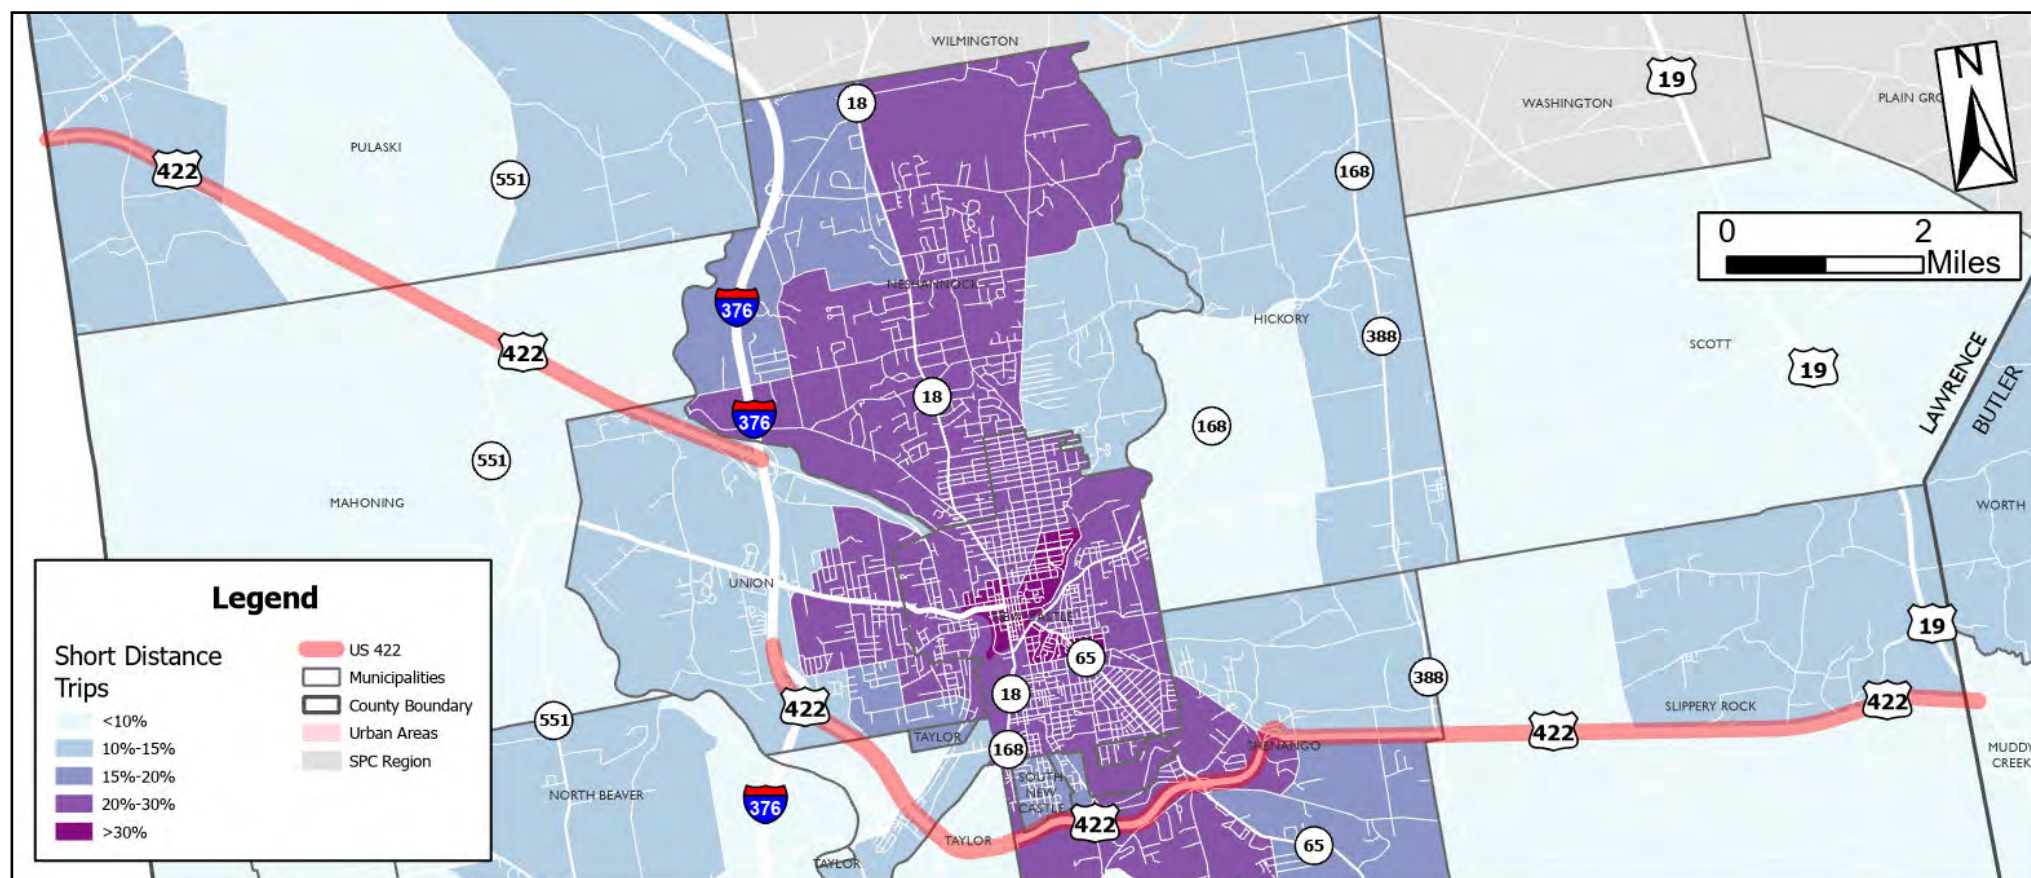 WILMINGTON
18
19
WASHINGTON
PLAIN GRO
N
422
PULASKI
551
168
0 2
Miles
376
NESHANNOCK
HICKORY
388
SCOTT
19
422
376
18
168
LAWRENCE
BUTLER
551
MAHONING
WORTH
UNION
NEW CASTLE
65
388
19
18
422
551
TAYLOR
168
SHENANGO
422
SLIPPERY ROCK
422
MUDDY
CREEK
NORTH BEAVER
376
SOUTH
NEW
CASTLE
422
TAYLOR
65
TAYLOR
Legend
Short Distance
Trips
<10%
10%-15%
15%-20%
20%-30%
>30%
US 422
Municipalities
County Boundary
Urban Areas
SPC Region